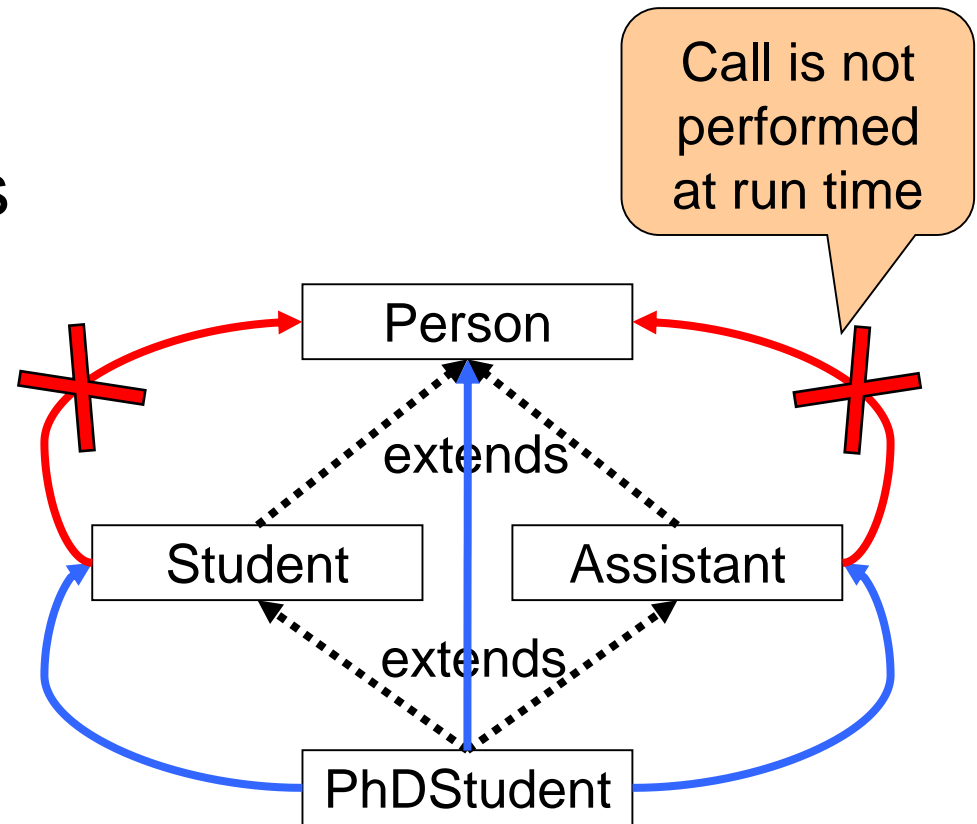 Call is not
performed
at run time
s
Person
extends
Student
Assistant
extends
PhDStudent